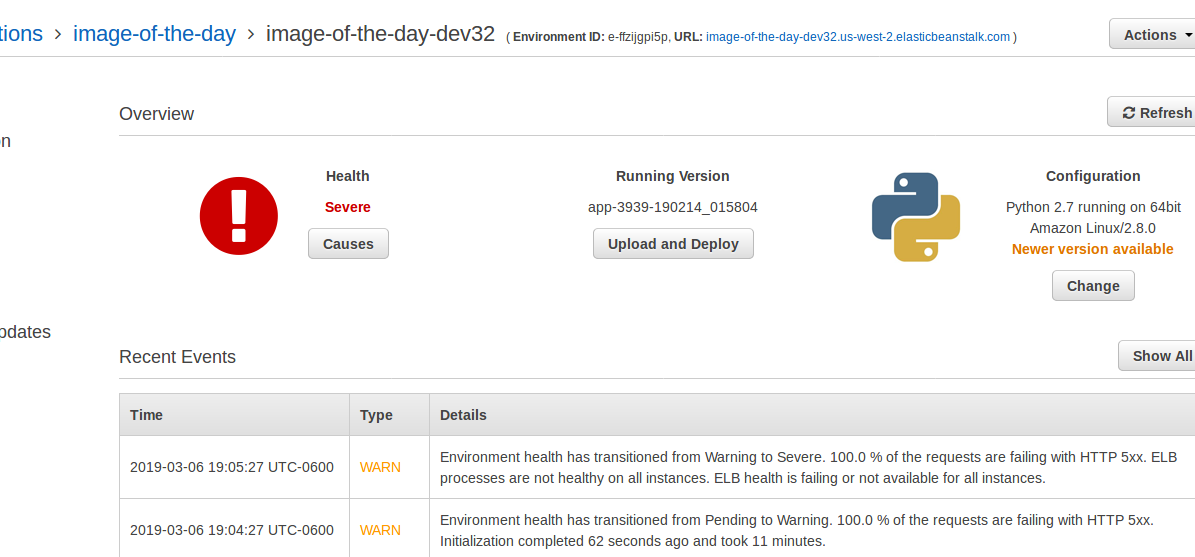 tions > image-of-the-day > image-of-the-day-dev32 ( Environment ID: e-ffzijgpi5p, URL: image-of-the-day-dev32.us-west-2.elasticbeanstalk.com )
Actions
Overview
Refresh
on
Health
Severe
Causes
Running Version
app-3939-190214_015804
Upload and Deploy
Configuration
Python 2.7 running on 64bit
Amazon Linux/2.8.0
Newer version available
Change
pdates
Recent Events
Show All
Time Type Details
2019-03-06 19:05:27 UTC-0600 WARN Environment health has transitioned from Warning to Severe. 100.0 % of the requests are failing with HTTP 5xx. ELB
processes are not healthy on all instances. ELB health is failing or not available for all instances.
2019-03-06 19:04:27 UTC-0600 WARN Environment health has transitioned from Pending to Warning. 100.0 % of the requests are failing with HTTP 5xx.
Initialization completed 62 seconds ago and took 11 minutes.